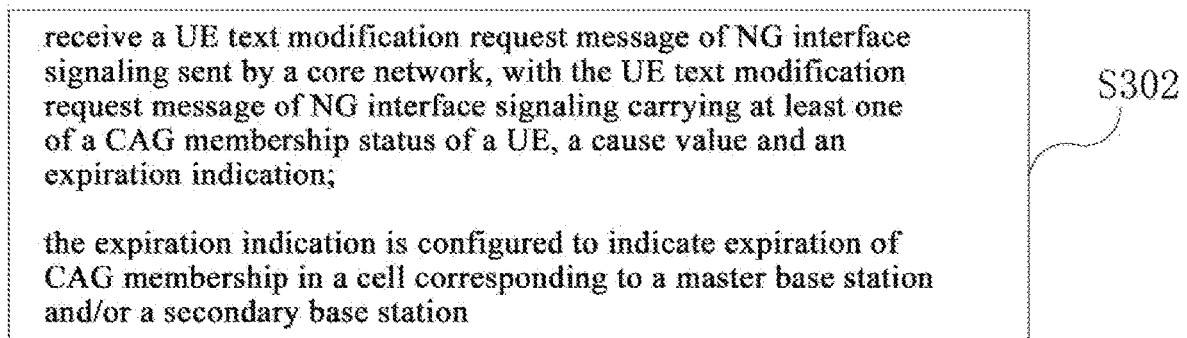 receive a UE text modification request message of NG interface
signaling sent by a core network, with the UE text modification
request message of NG interface signaling carrying at least one
of a CAG membership status of a UE, a cause value and an
expiration indication;
the expiration indication is configured to indicate expiration of
CAG membership in a cell corresponding to a master base station
and/or a secondary base station
S302